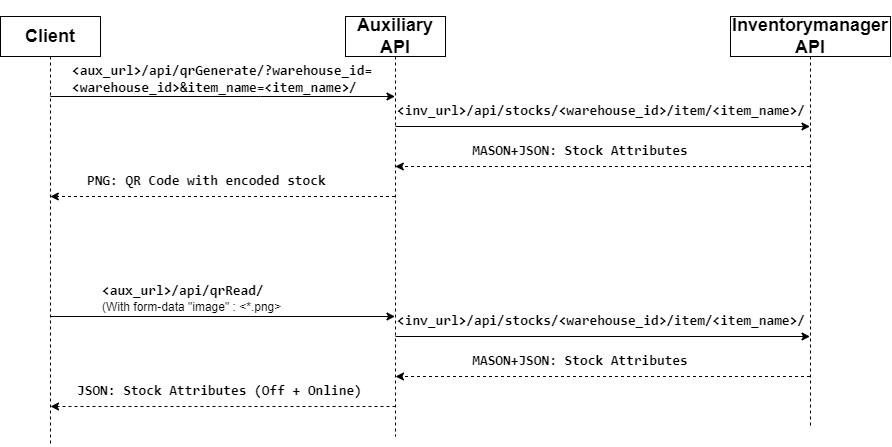 Client
Auxiliary
API
Inventorymanager
API
<aux_url>/api/qrGenerate/?warehouse_id=
<warehouse_id>&item_name=<item_name>/
<inv_url>/api/stocks/<warehouse_id>/item/<item_name>/
MASON+JSON: Stock Attributes
PNG: QR Code with encoded stock
<aux_url>/api/qrRead/
(With form-data "image" : <*.png>
<inv_url>/api/stocks/<warehouse_id>/item/<item_name>/
MASON+JSON: Stock Attributes
JSON: Stock Attributes (Off + Online)